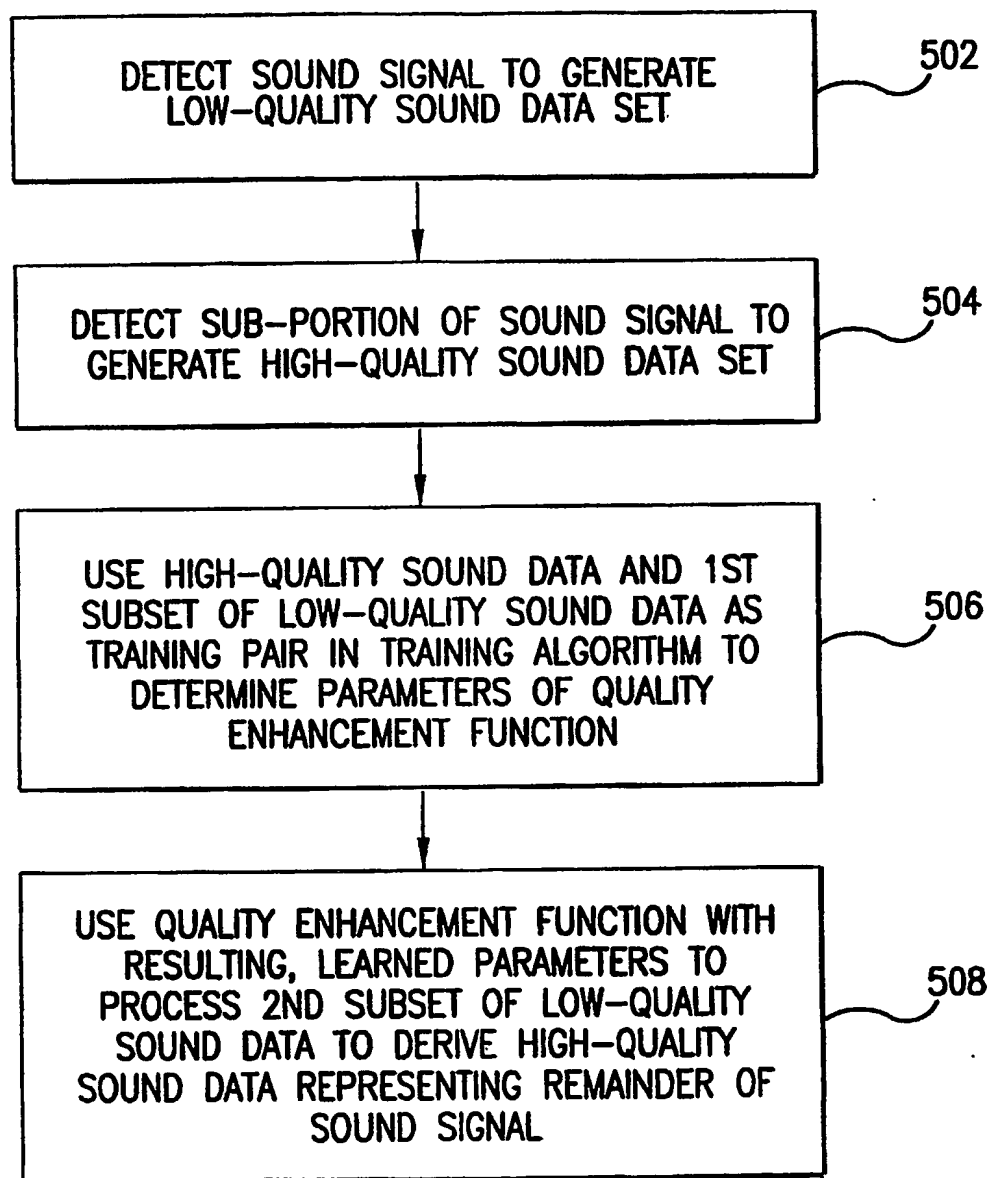 DETECT SOUND SIGNAL TO GENERATE
LOW-QUALITY SOUND DATA SET
502
DETECT SUB-PORTION OF SOUND SIGNAL TO
GENERATE HIGH-QUALITY SOUND DATA SET
504
USE HIGH-QUALITY SOUND DATA AND 1ST
SUBSET OF LOW-QUALITY SOUND DATA AS
TRAINING PAIR IN TRAINING ALGORITHM TO
DETERMINE PARAMETERS OF QUALITY
ENHANCEMENT FUNCTION
506
USE QUALITY ENHANCEMENT FUNCTION WITH
RESULTING, LEARNED PARAMETERS TO
PROCESS 2ND SUBSET OF LOW-QUALITY
SOUND DATA TO DERIVE HIGH-QUALITY
SOUND DATA REPRESENTING REMAINDER OF
SOUND SIGNAL
508